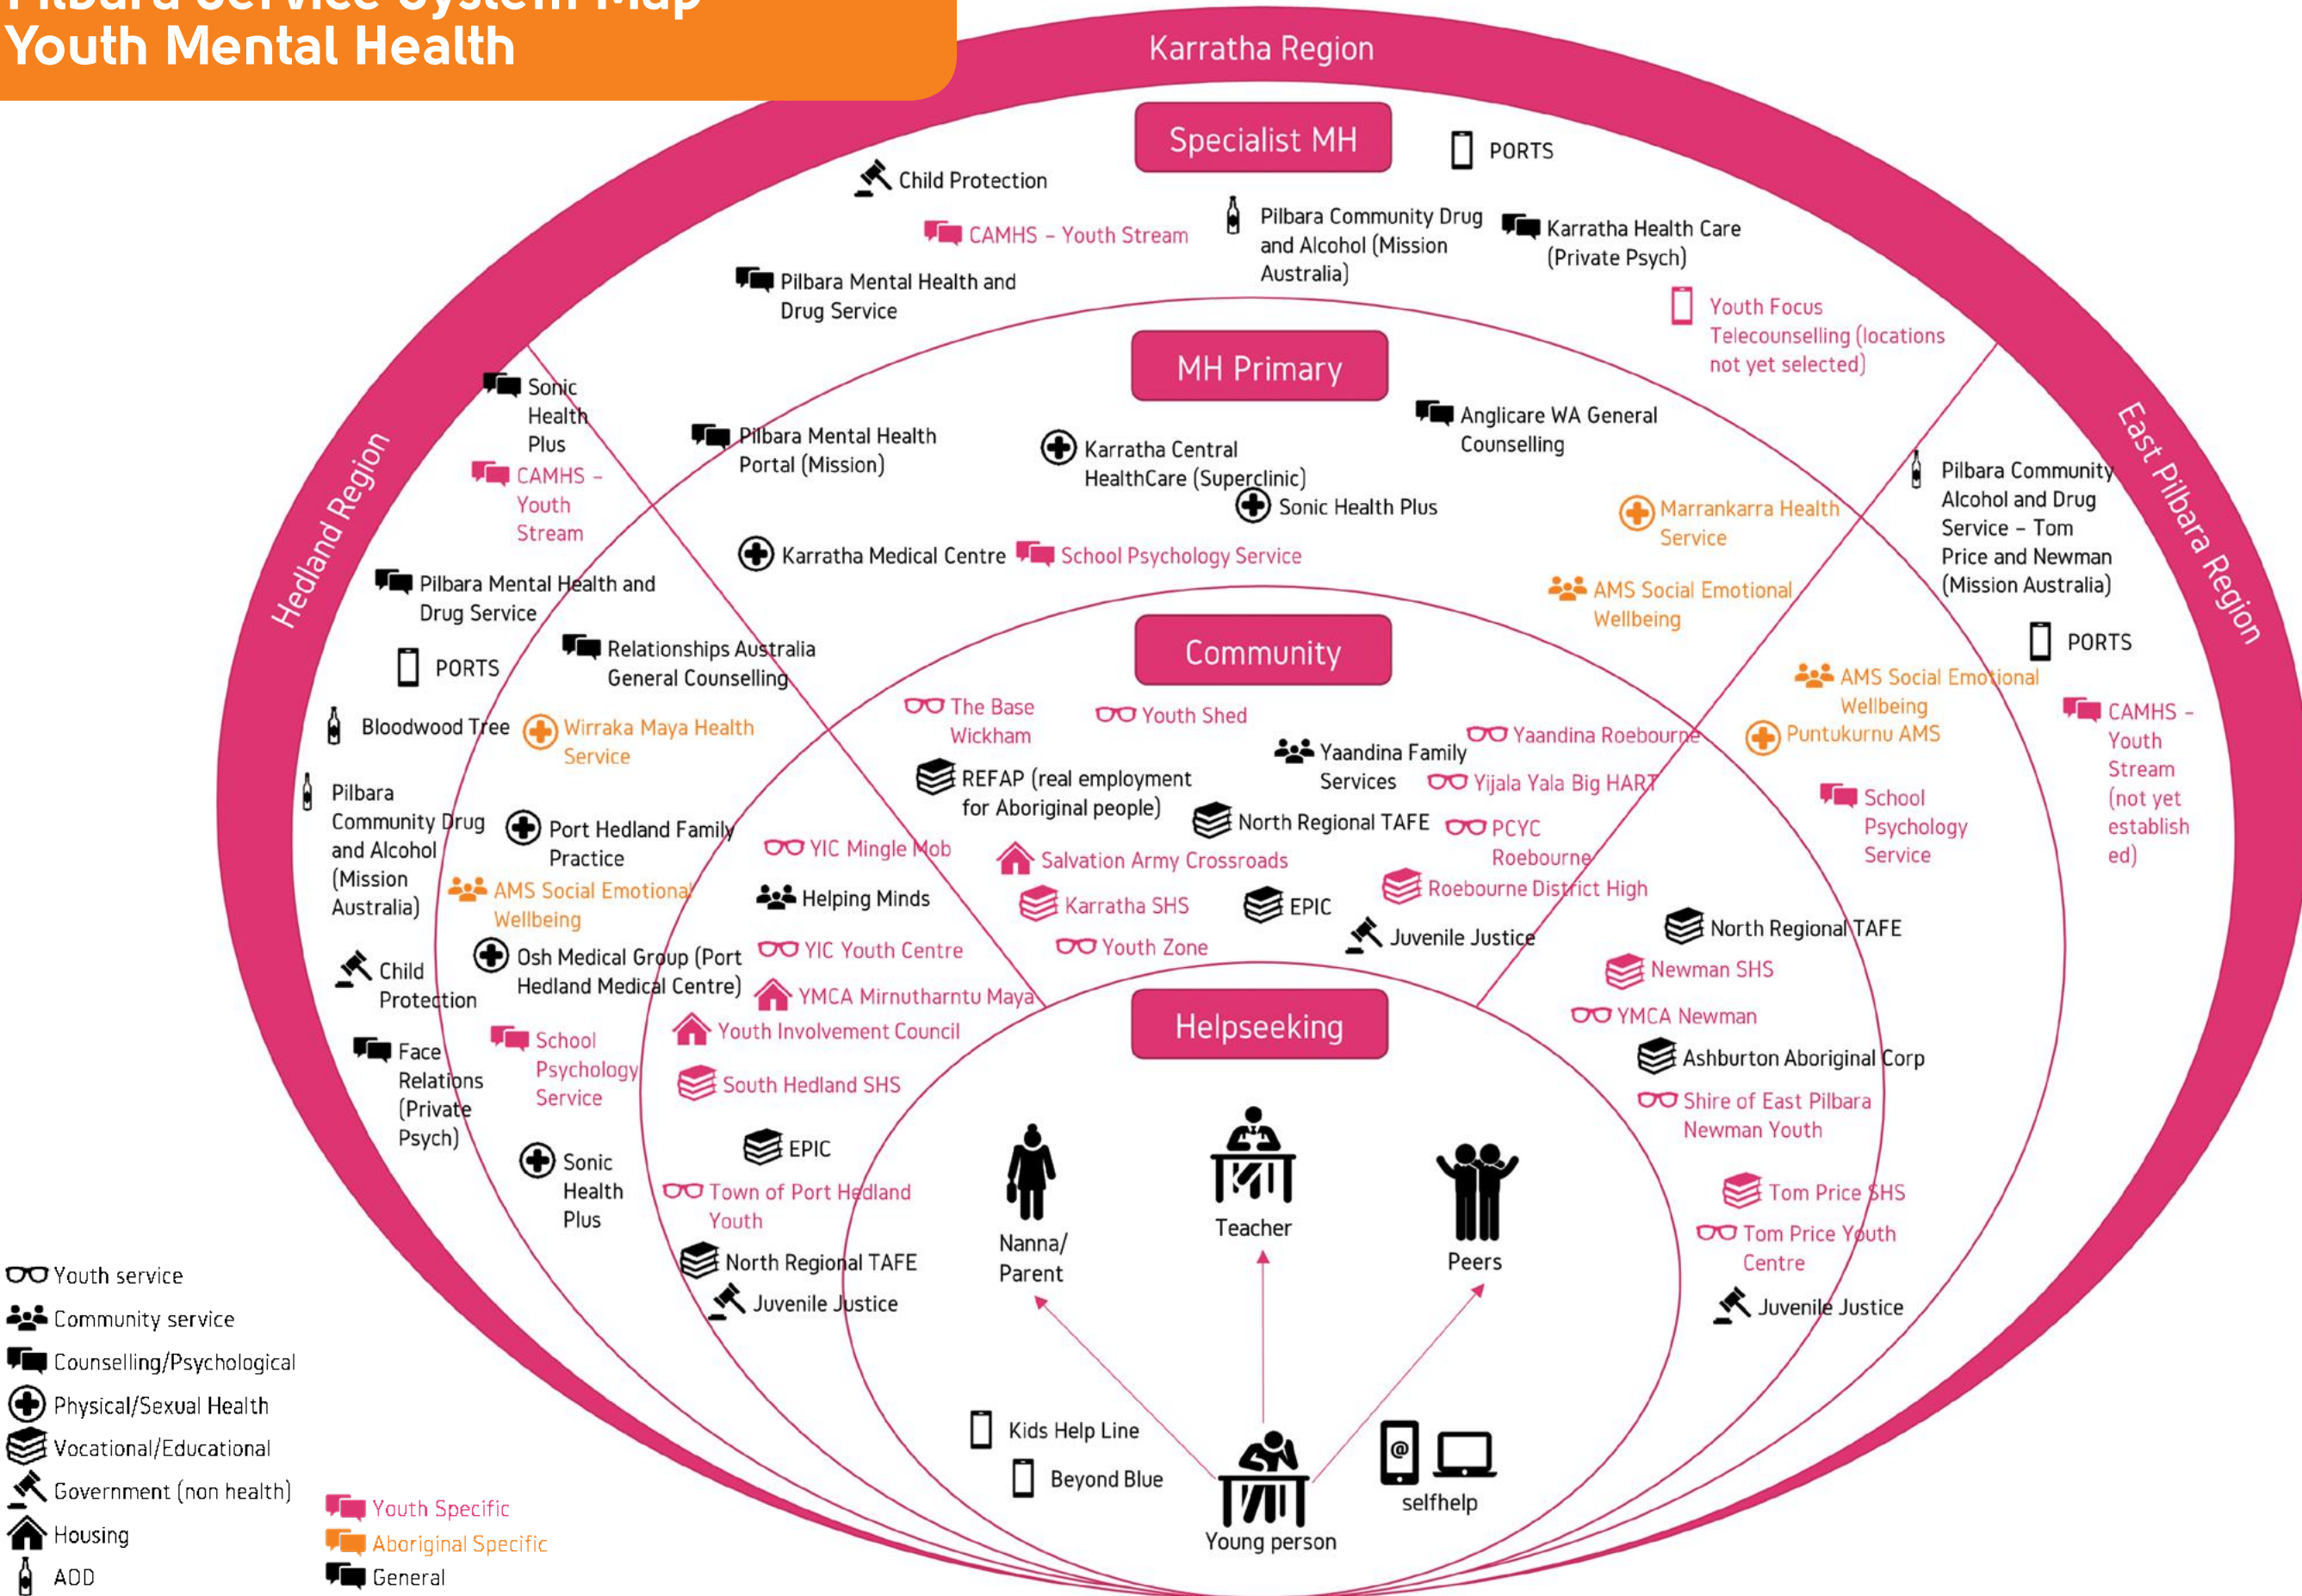 Pilbara Service System Map
Youth Mental Health
Karratha Region
Specialist MH
PORTS
Child Protection
CAMHS – Youth Stream
Pilbara Community Drug
and Alcohol (Mission
Australia)
Karratha Health Care
(Private Psych)
Pilbara Mental Health and
Drug Service
Youth Focus
Telecounselling (locations
not yet selected)
MH Primary
Pilbara Mental Health
Portal (Mission)
Karratha Central
HealthCare (Superclinic)
Anglicare WA General
Counselling
Sonic Health Plus
Marrankarra Health
Service
Karratha Medical Centre
School Psychology Service
AMS Social Emotional
Wellbeing
Community
The Base
Wickham
Youth Shed
Yaandina Family
Services
Yaandina Roebourne
REFAP (real employment
for Aboriginal people)
Yijala Yala Big HART
North Regional TAFE
PCYC
Roebourne
Salvation Army Crossroads
Roebourne District High
Karratha SHS
EPIC
Juvenile Justice
Youth Zone
Hedland Region
Sonic
Health
Plus
CAMHS –
Youth
Stream
Pilbara Mental Health and
Drug Service
PORTS
Relationships Australia
General Counselling
Bloodwood Tree
Wirraka Maya Health
Service
Pilbara
Community Drug
and Alcohol
(Mission
Australia)
Port Hedland Family
Practice
AMS Social Emotional
Wellbeing
Child
Protection
Osh Medical Group (Port
Hedland Medical Centre)
Face
Relations
(Private
Psych)
School
Psychology
Service
Sonic
Health
Plus
YIC Mingle Mob
Helping Minds
YIC Youth Centre
YMCA Mirnutharntu Maya
Youth Involvement Council
South Hedland SHS
EPIC
Town of Port Hedland
Youth
North Regional TAFE
Juvenile Justice
East Pilbara Region
Pilbara Community
Alcohol and Drug
Service – Tom
Price and Newman
(Mission Australia)
PORTS
AMS Social Emotional
Wellbeing
Puntukurnu AMS
CAMHS –
Youth
Stream
(not yet
establish
ed)
School
Psychology
Service
North Regional TAFE
Newman SHS
YMCA Newman
Ashburton Aboriginal Corp
Shire of East Pilbara
Newman Youth
Tom Price SHS
Tom Price Youth
Centre
Juvenile Justice
Helpseeking
Nanna/
Parent
Teacher
Peers
Kids Help Line
Beyond Blue
@
selfhelp
Young person
Youth service
Community service
Counselling/Psychological
Physical/Sexual Health
Vocational/Educational
Government (non health)
Housing
AOD
Youth Specific
Aboriginal Specific
General